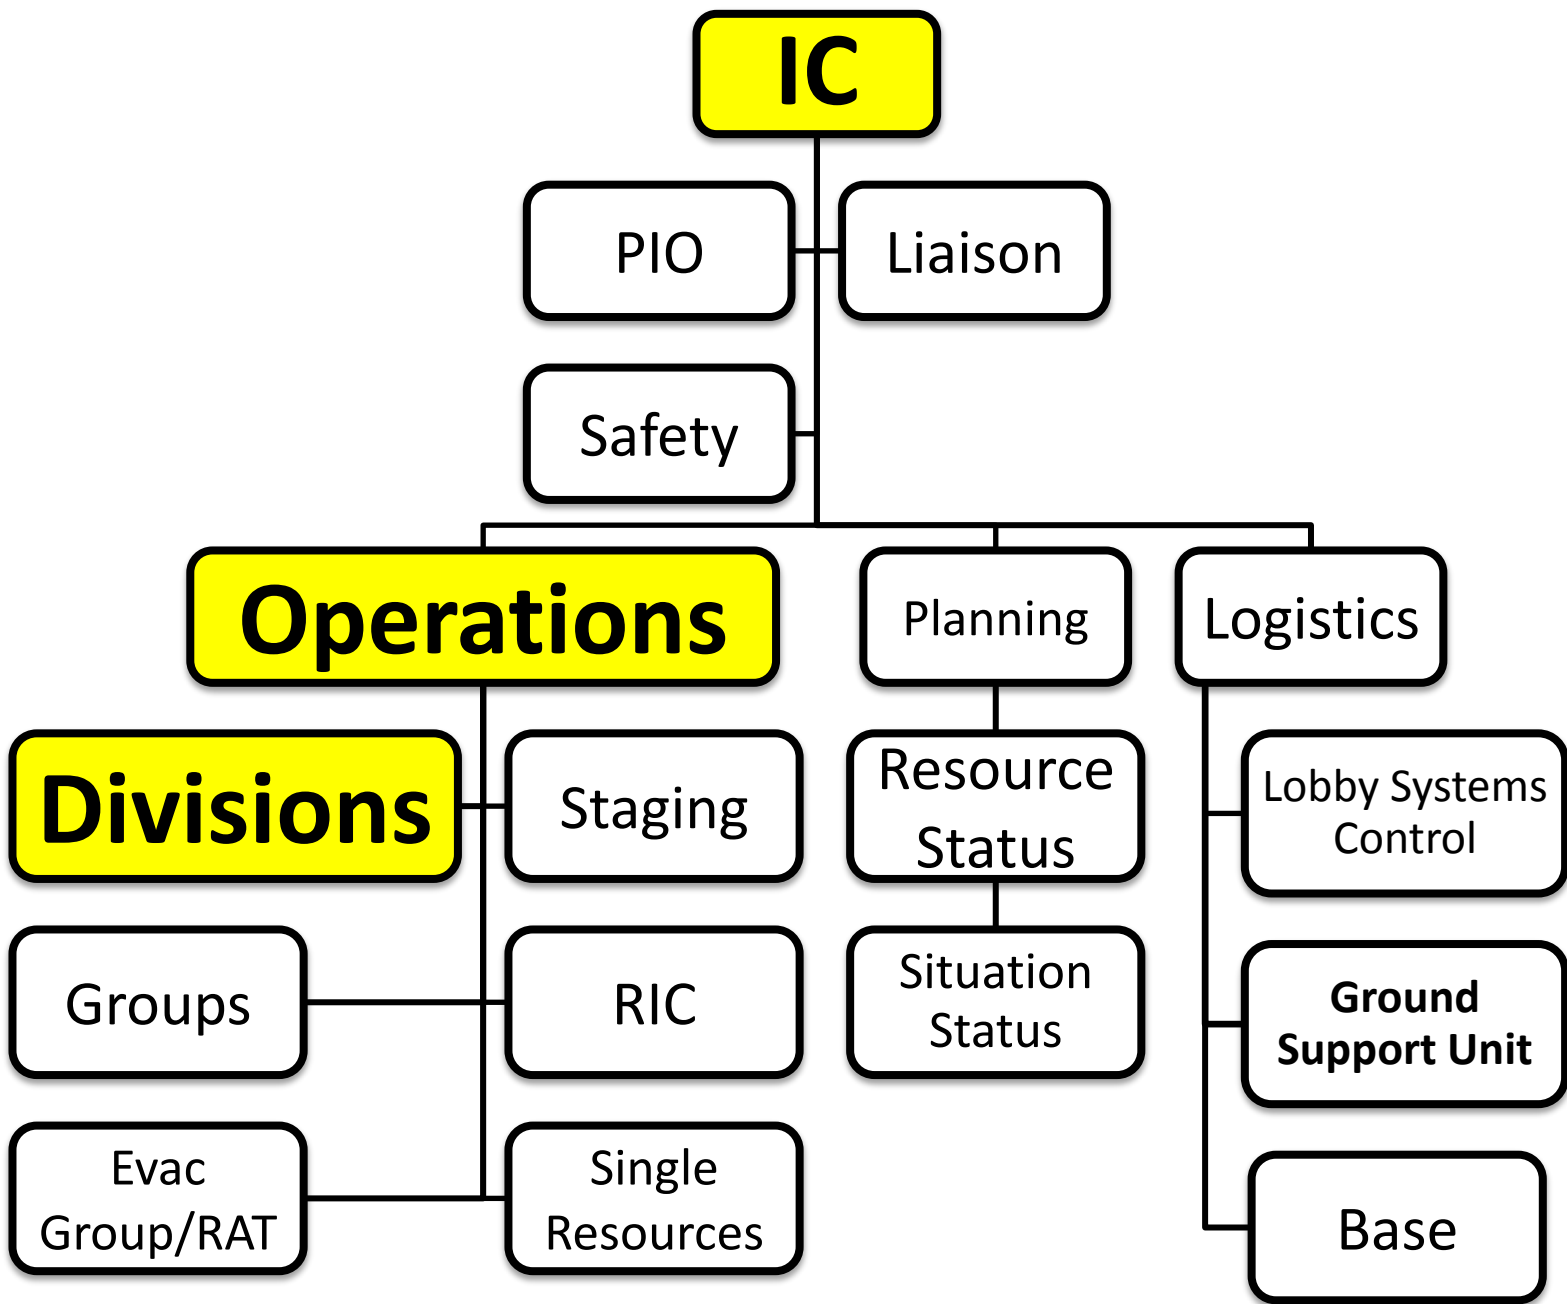 IC
PIO
Liaison
Safety
Operations
Planning
Logistics
Divisions
Staging
Resource
Status
Lobby Systems
Control
Groups
RIC
Situation
Status
Ground
Support Unit
Evac
Group/RAT
Single
Resources
Base